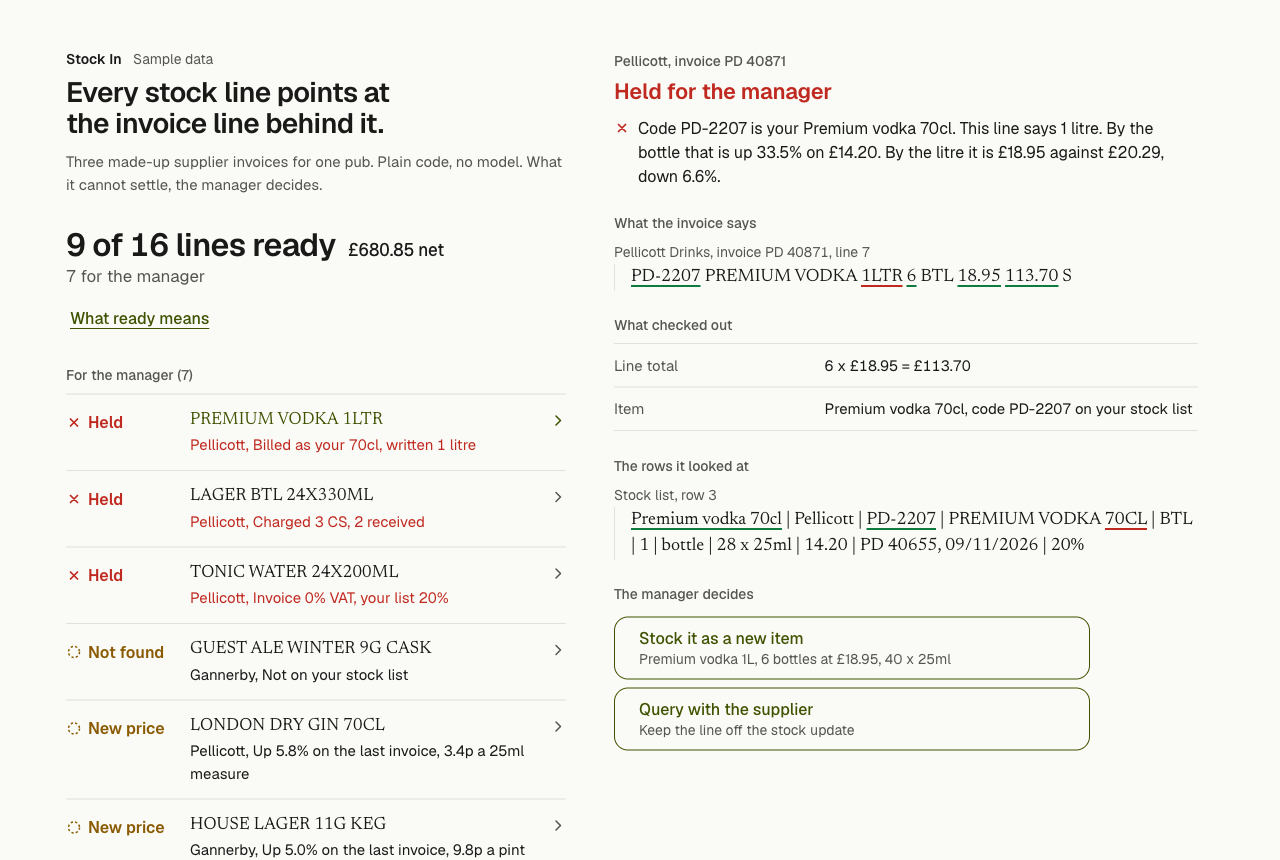 Stock In Sample data
Every stock line points at
the invoice line behind it.
Three made-up supplier invoices for one pub. Plain code, no model. What
it cannot settle, the manager decides.
9 of 16 lines ready £680.85 net
7 for the manager
What ready means
For the manager (7)
Held
PREMIUM VODKA 1LTR
Pellicott, Billed as your 70cl, written 1 litre
Held
LAGER BTL 24X330ML
Pellicott, Charged 3 CS, 2 received
Held
TONIC WATER 24X200ML
Pellicott, Invoice 0% VAT, your list 20%
Not found
GUEST ALE WINTER 9G CASK
Gannerby, Not on your stock list
New price
LONDON DRY GIN 70CL
Pellicott, Up 5.8% on the last invoice, 3.4p a 25ml
measure
New price
HOUSE LAGER 11G KEG
Gannerby, Up 5.0% on the last invoice, 9.8p a pint
Pellicott, invoice PD 40871
Held for the manager
Code PD-2207 is your Premium vodka 70cl. This line says 1 litre. By the
bottle that is up 33.5% on £14.20. By the litre it is £18.95 against £20.29,
down 6.6%.
What the invoice says
Pellicott Drinks, invoice PD 40871, line 7
PD-2207 PREMIUM VODKA 1LTR 6 BTL 18.95 113.70 S
What checked out
Line total 6 x £18.95 = £113.70
Item Premium vodka 70cl, code PD-2207 on your stock list
The rows it looked at
Stock list, row 3
Premium vodka 70cl | Pellicott | PD-2207 | PREMIUM VODKA 70CL | BTL
| 1 | bottle | 28 x 25ml | 14.20 | PD 40655, 09/11/2026 | 20%
The manager decides
Stock it as a new item
Premium vodka 1L, 6 bottles at £18.95, 40 x 25ml
Query with the supplier
Keep the line off the stock update